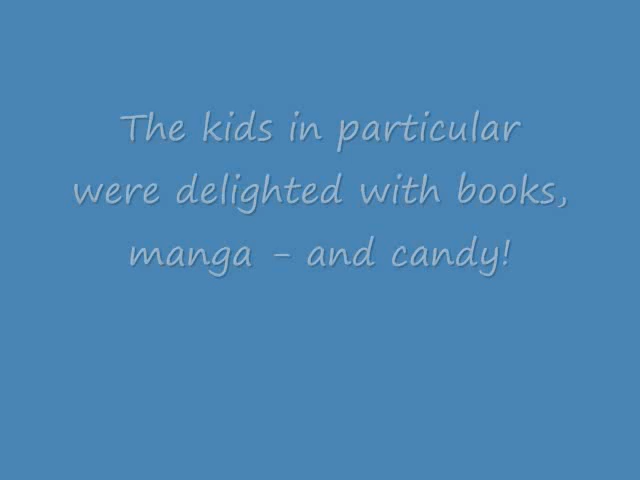 The kids in particular
were delighted with books,
manga - and candy!